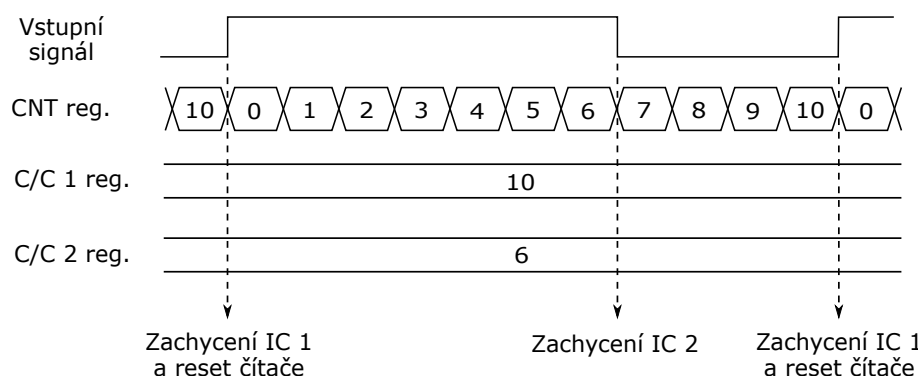 Vstupní
signál
CNT reg.
10 0 1 2 3 4 5 6 7 8 9 10 0
C/C 1 reg.
10
C/C 2 reg.
6
Zachycení IC 1
a reset čítače
Zachycení IC 2
Zachycení IC 1
a reset čítače